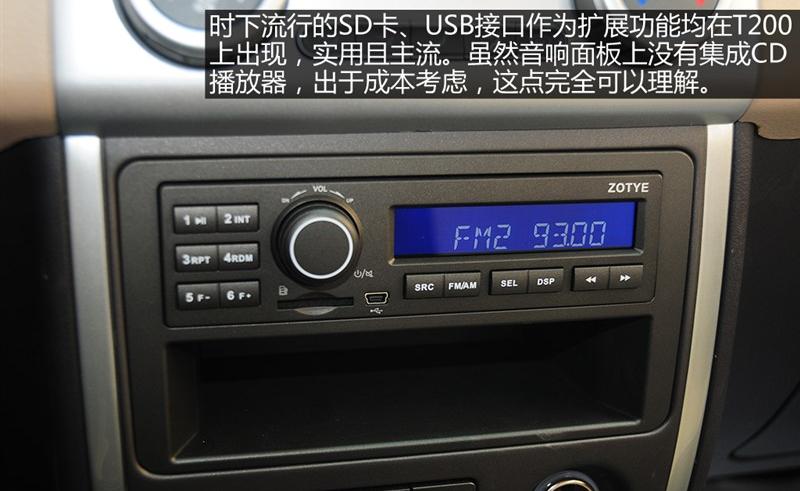 时下流行的SD卡、USB接口作为扩展功能均在T200
上出现，实用且主流。虽然音响面板上没有集成CD
播放器，出于成本考虑，这点完全可以理解。
ZOTYE
VOL
DN UP
1 2 INT
3 RPT 4 RDM
5 F- 6 F+
FM2 93.00
SRC FM/AM SEL DSP